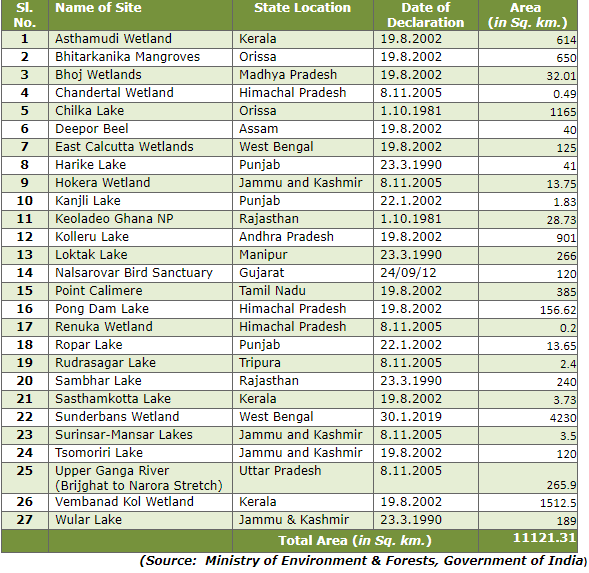 Sl. No. Name of Site State Location Date of Declaration Area (in Sq. km.)
1 Asthamudi Wetland Kerala 19.8.2002 614
2 Bhitarkanika Mangroves Orissa 19.8.2002 650
3 Bhoj Wetlands Madhya Pradesh 19.8.2002 32.01
4 Chandertal Wetland Himachal Pradesh 8.11.2005 0.49
5 Chilka Lake Orissa 1.10.1981 1165
6 Deepor Beel Assam 19.8.2002 40
7 East Calcutta Wetlands West Bengal 19.8.2002 125
8 Harike Lake Punjab 23.3.1990 41
9 Hokera Wetland Jammu and Kashmir 8.11.2005 13.75
10 Kanjli Lake Punjab 22.1.2002 1.83
11 Keoladeo Ghana NP Rajasthan 1.10.1981 28.73
12 Kolleru Lake Andhra Pradesh 19.8.2002 901
13 Loktak Lake Manipur 23.3.1990 266
14 Nalsarovar Bird Sanctuary Gujarat 24/09/12 120
15 Point Calimere Tamil Nadu 19.8.2002 385
16 Pong Dam Lake Himachal Pradesh 19.8.2002 156.62
17 Renuka Wetland Himachal Pradesh 8.11.2005 0.2
18 Ropar Lake Punjab 22.1.2002 13.65
19 Rudrasagar Lake Tripura 8.11.2005 2.4
20 Sambhar Lake Rajasthan 23.3.1990 240
21 Sasthamkotta Lake Kerala 19.8.2002 3.73
22 Sunderbans Wetland West Bengal 30.1.2019 4230
23 Surinsar-Mansar Lakes Jammu and Kashmir 8.11.2005 3.5
24 Tsomoriri Lake Jammu and Kashmir 19.8.2002 120
25 Upper Ganga River Uttar Pradesh 8.11.2005
(Brijghat to Narora Stretch) 265.9
26 Vembanad Kol Wetland Kerala 19.8.2002 1512.5
27 Wular Lake Jammu & Kashmir 23.3.1990 189
Total Area (in Sq. km.) 11121.31
(Source: Ministry of Environment & Forests, Government of India)